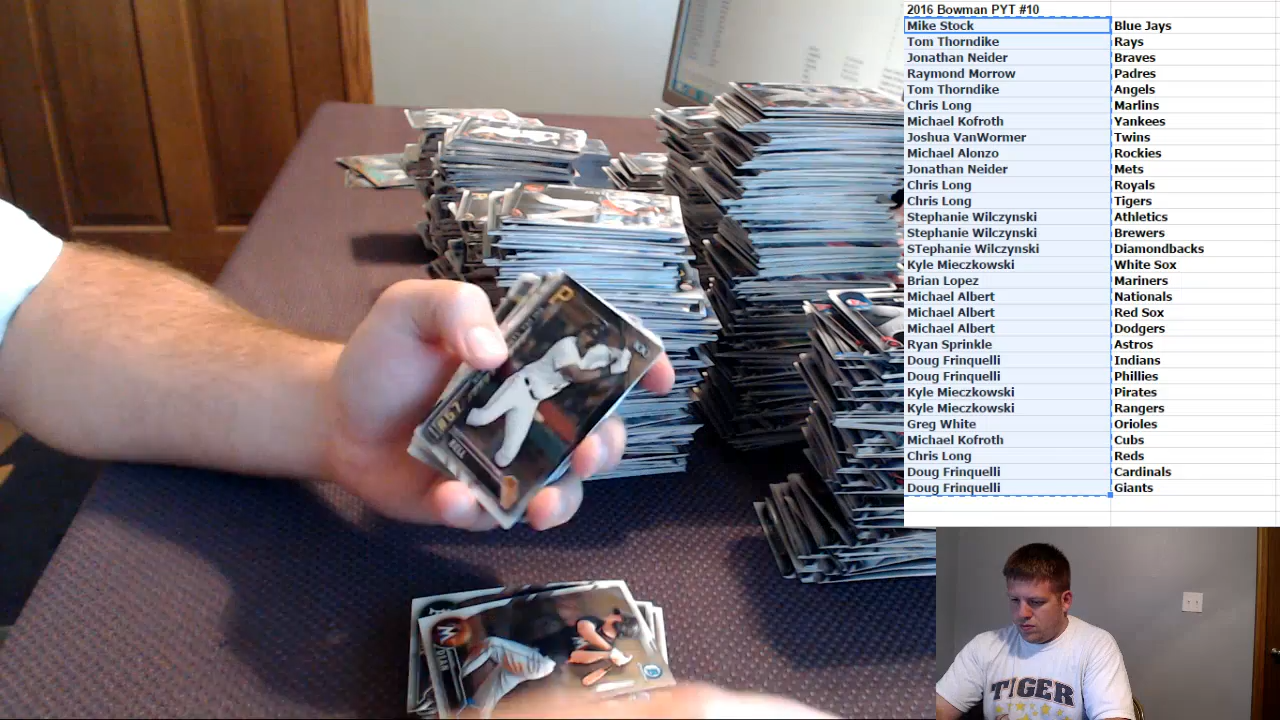 2016 Bowman PYT #10
Mike Stock Blue Jays
Tom Thorndike Rays
Jonathan Neider Braves
Raymond Morrow Padres
Tom Thorndike Angels
Chris Long Marlins
Michael Kofroth Yankees
Joshua VanWormer Twins
Michael Alonzo Rockies
Jonathan Neider Mets
Chris Long Royals
Chris Long Tigers
Stephanie Wilczynski Athletics
Stephanie Wilczynski Brewers
STephanie Wilczynski Diamondbacks
Kyle Mieczkowski White Sox
Brian Lopez Mariners
Michael Albert Nationals
Michael Albert Red Sox
Michael Albert Dodgers
Ryan Sprinkle Astros
Doug Frinquelli Indians
Doug Frinquelli Phillies
Kyle Mieczkowski Pirates
Kyle Mieczkowski Rangers
Greg White Orioles
Michael Kofroth Cubs
Chris Long Reds
Doug Frinquelli Cardinals
Doug Frinquelli Giants
P
BELL
M
DEAN
TIGER